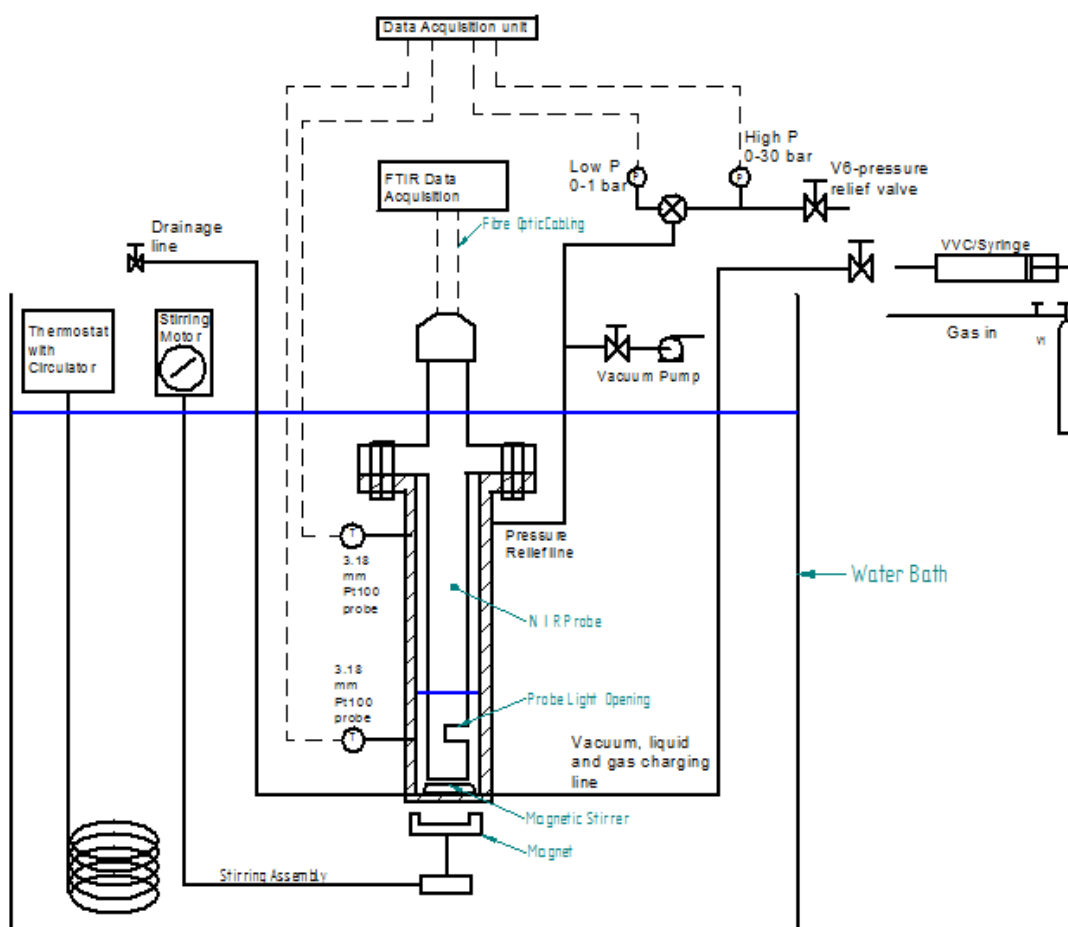 Data Acquisition unit
High P
0-30 bar
Low P
0-1 bar
P
P
V6-pressure
relief valve
FTIR Data
Acquisition
Fibre OpticCabling
Drainage
line
VVC/Syringe
Thermostat
with
Circulator
Stirring
Motor
Gas in
V1
Vacuum Pump
Pressure
Reliefline
T
3.18
mm
Pt100
probe
Water Bath
N I R Probe
3.18
mm
Pt100
probe
T
Probe Light Opening
Vacuum, liquid
and gas charging
line
Magnetic Stirrer
Magnet
Stirring Assembly